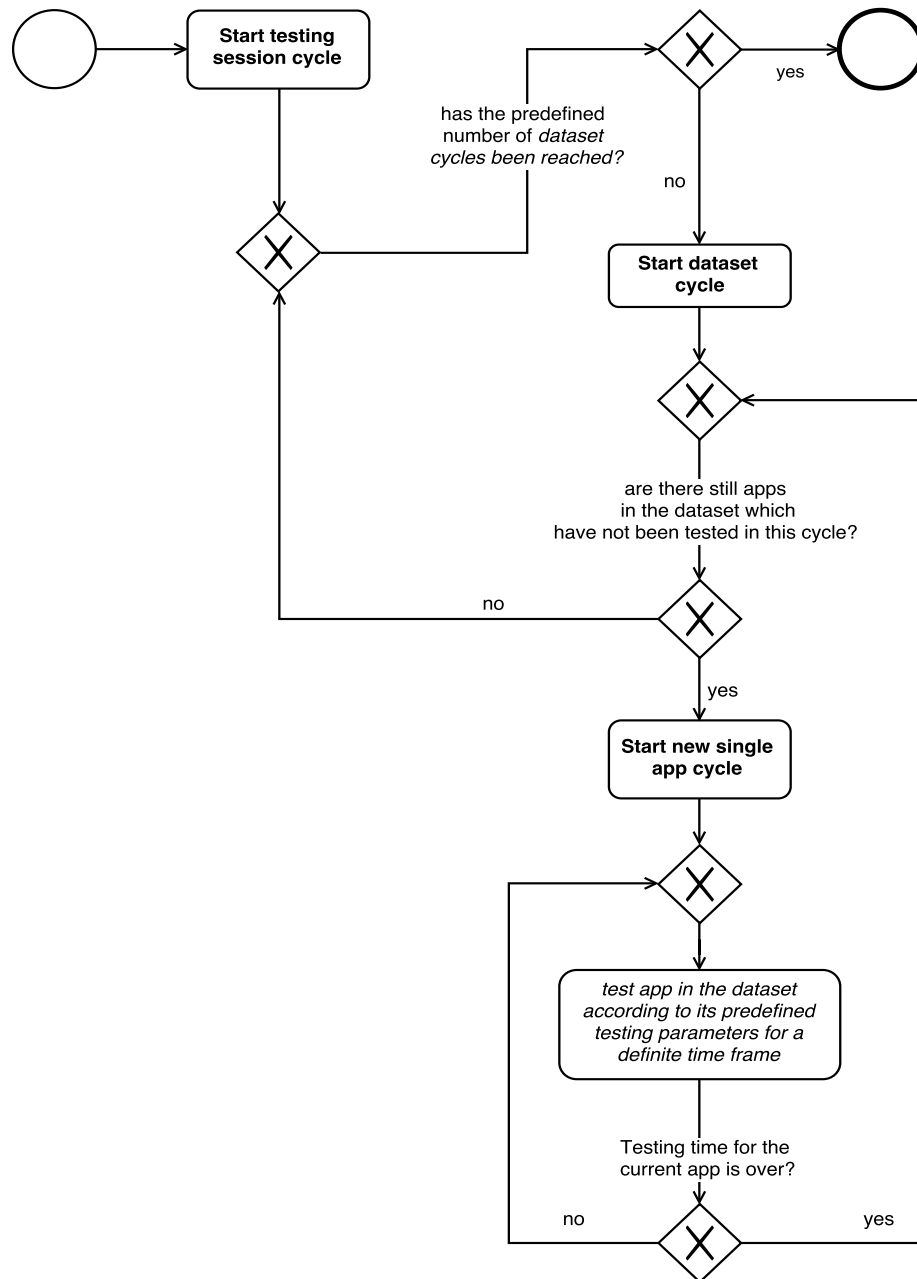 Start testing
session cycle
yes
has the predefined
number of dataset
cycles been reached?
no
Start dataset
cycle
are there still apps
in the dataset which
have not been tested in this cycle?
no
yes
Start new single
app cycle
test app in the dataset
according to its predefined
testing parameters for a
definite time frame
Testing time for the
current app is over?
no
yes